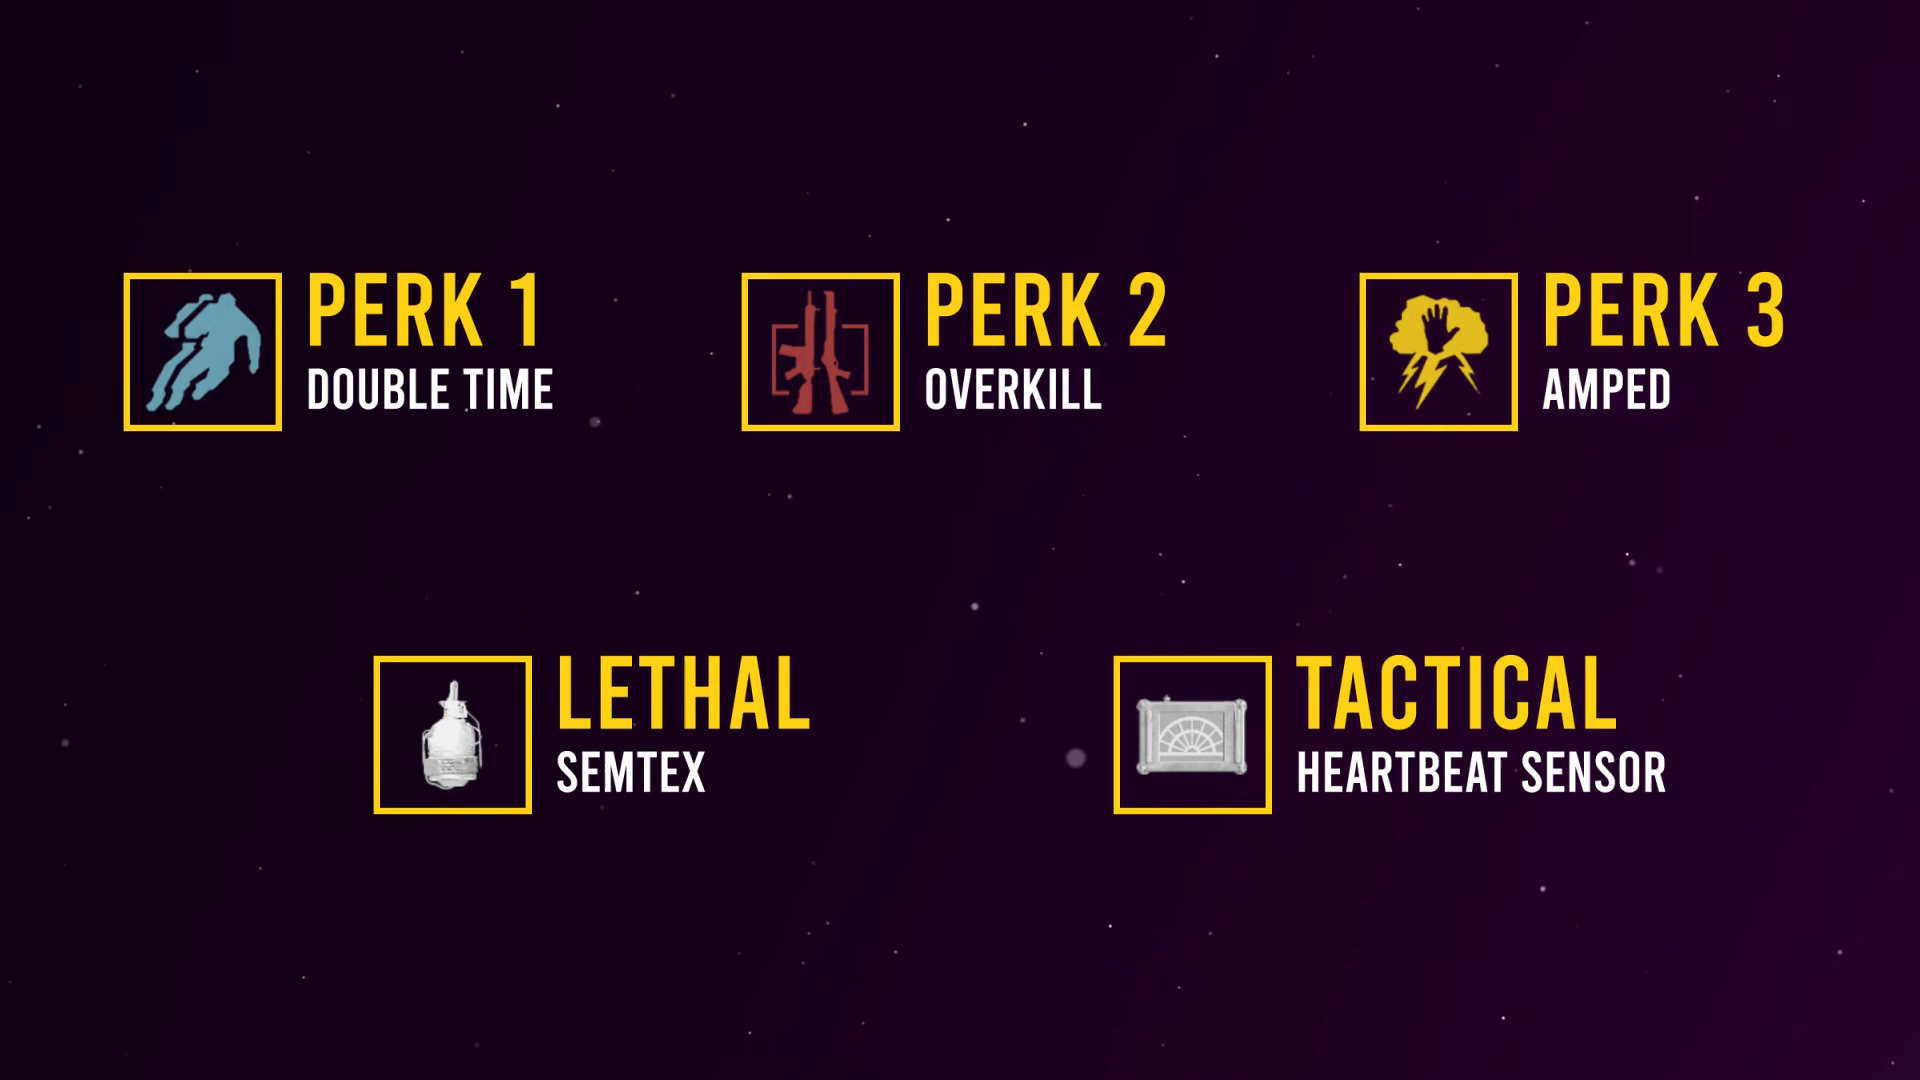 PERK 1
DOUBLE TIME
PERK 2
OVERKILL
PERK 3
AMPED
LETHAL
SEMTEX
TACTICAL
HEARTBEAT SENSOR